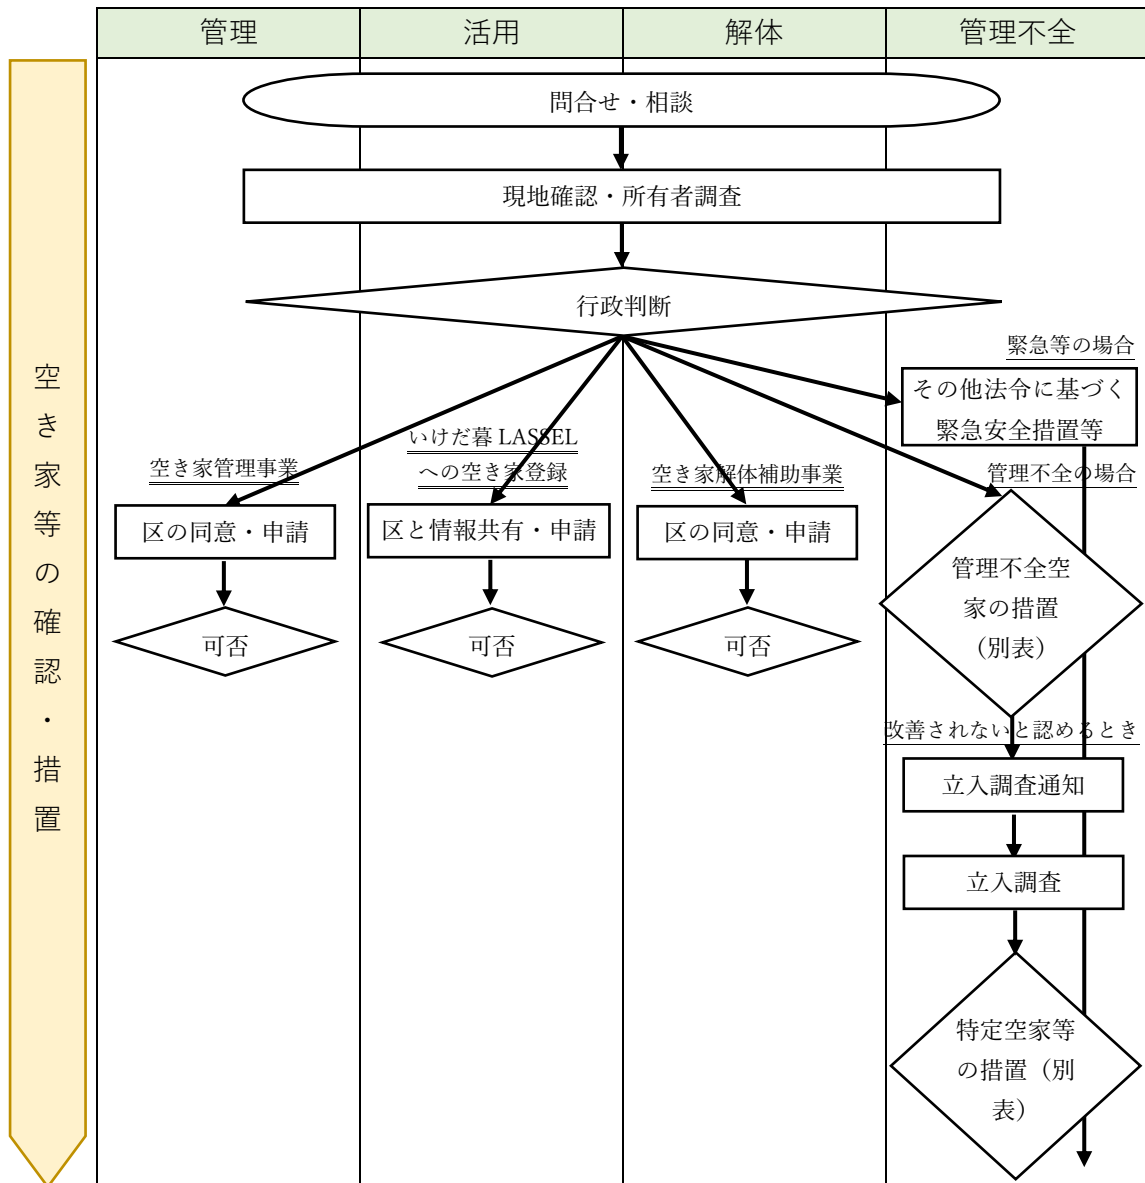 管理
活用
解体
管理不全
空き家等の確認・措置
問合せ・相談
現地確認・所有者調査
行政判断
緊急等の場合
その他法令に基づく
緊急安全措置等
空き家管理事業
いけだ暮 LASSEL
への空き家登録
空き家解体補助事業
管理不全の場合
区の同意・申請
区と情報共有・申請
区の同意・申請
可否
可否
可否
管理不全空
家の措置
（別表）
改善されないと認めるとき
立入調査通知
立入調査
特定空家等
の措置（別
表）